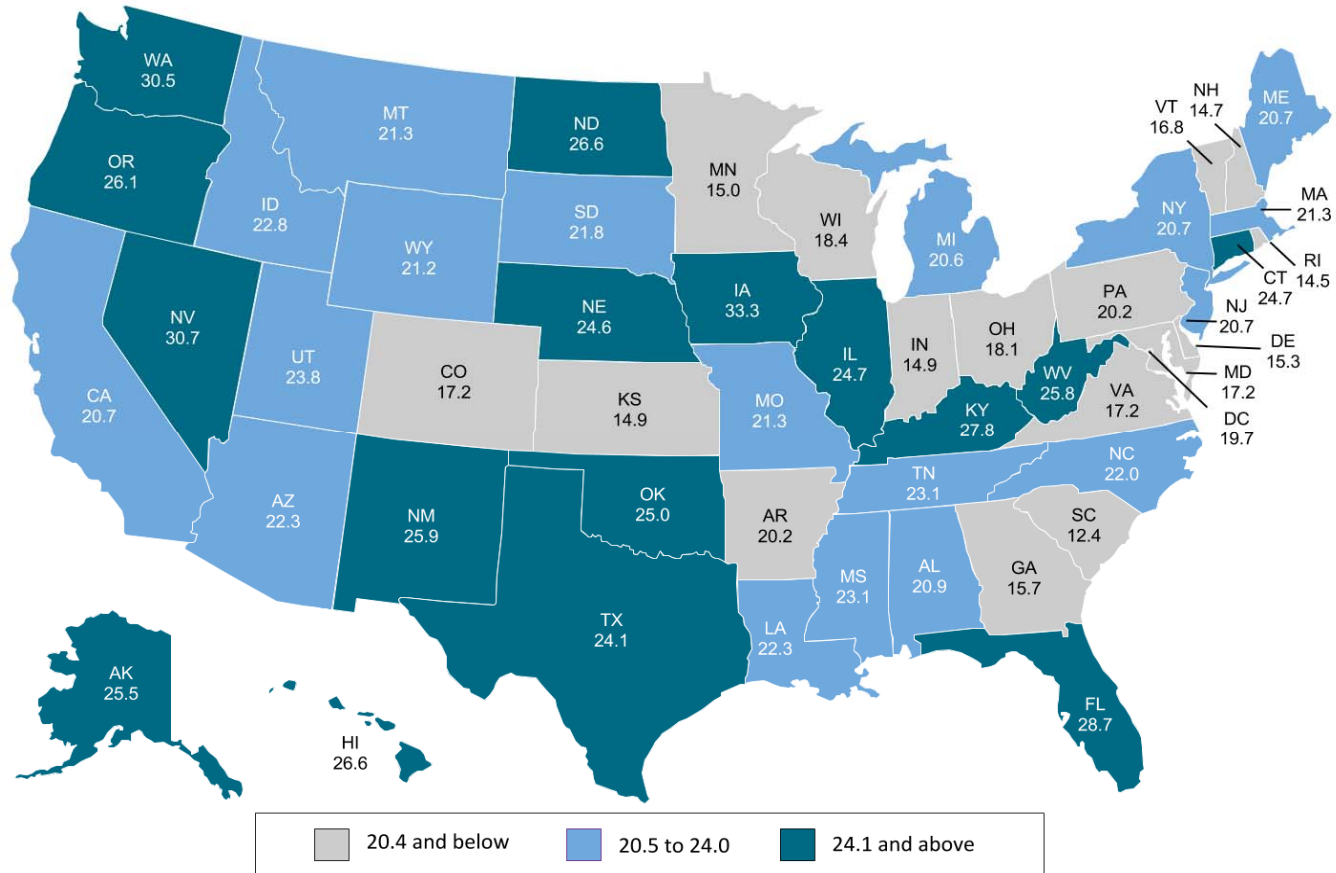 WA
30.5
MT
21.3
ND
26.6
MN
15.0
VT
16.8
NH
14.7
ME
20.7
OR
26.1
ID
22.8
WY
21.2
SD
21.8
WI
18.4
MI
20.6
NY
20.7
MA
21.3
RI
14.5
CT
24.7
NV
30.7
UT
23.8
NE
24.6
IA
33.3
IL
24.7
IN
14.9
OH
18.1
PA
20.2
NJ
20.7
DE
15.3
MD
17.2
DC
19.7
CA
20.7
CO
17.2
KS
14.9
MO
21.3
KY
27.8
WV
25.8
VA
17.2
AZ
22.3
NM
25.9
OK
25.0
AR
20.2
TN
23.1
NC
22.0
SC
12.4
GA
15.7
AL
20.9
MS
23.1
LA
22.3
TX
24.1
FL
28.7
AK
25.5
HI
26.6
20.4 and below
20.5 to 24.0
24.1 and above